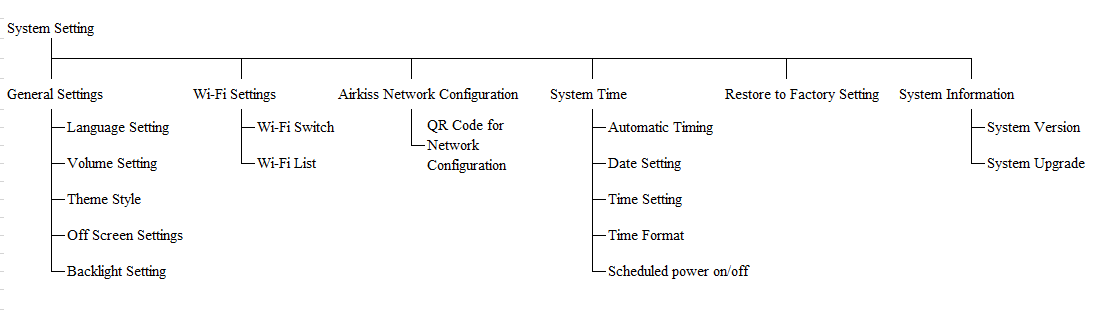 System Setting
General Settings
Wi-Fi Settings
Airkiss Network Configuration
System Time
Restore to Factory Setting
System Information
Language Setting
Volume Setting
Theme Style
Off Screen Settings
Backlight Setting
Wi-Fi Switch
Wi-Fi List
QR Code for
Network
Configuration
Automatic Timing
Date Setting
Time Setting
Time Format
Scheduled power on/off
System Version
System Upgrade